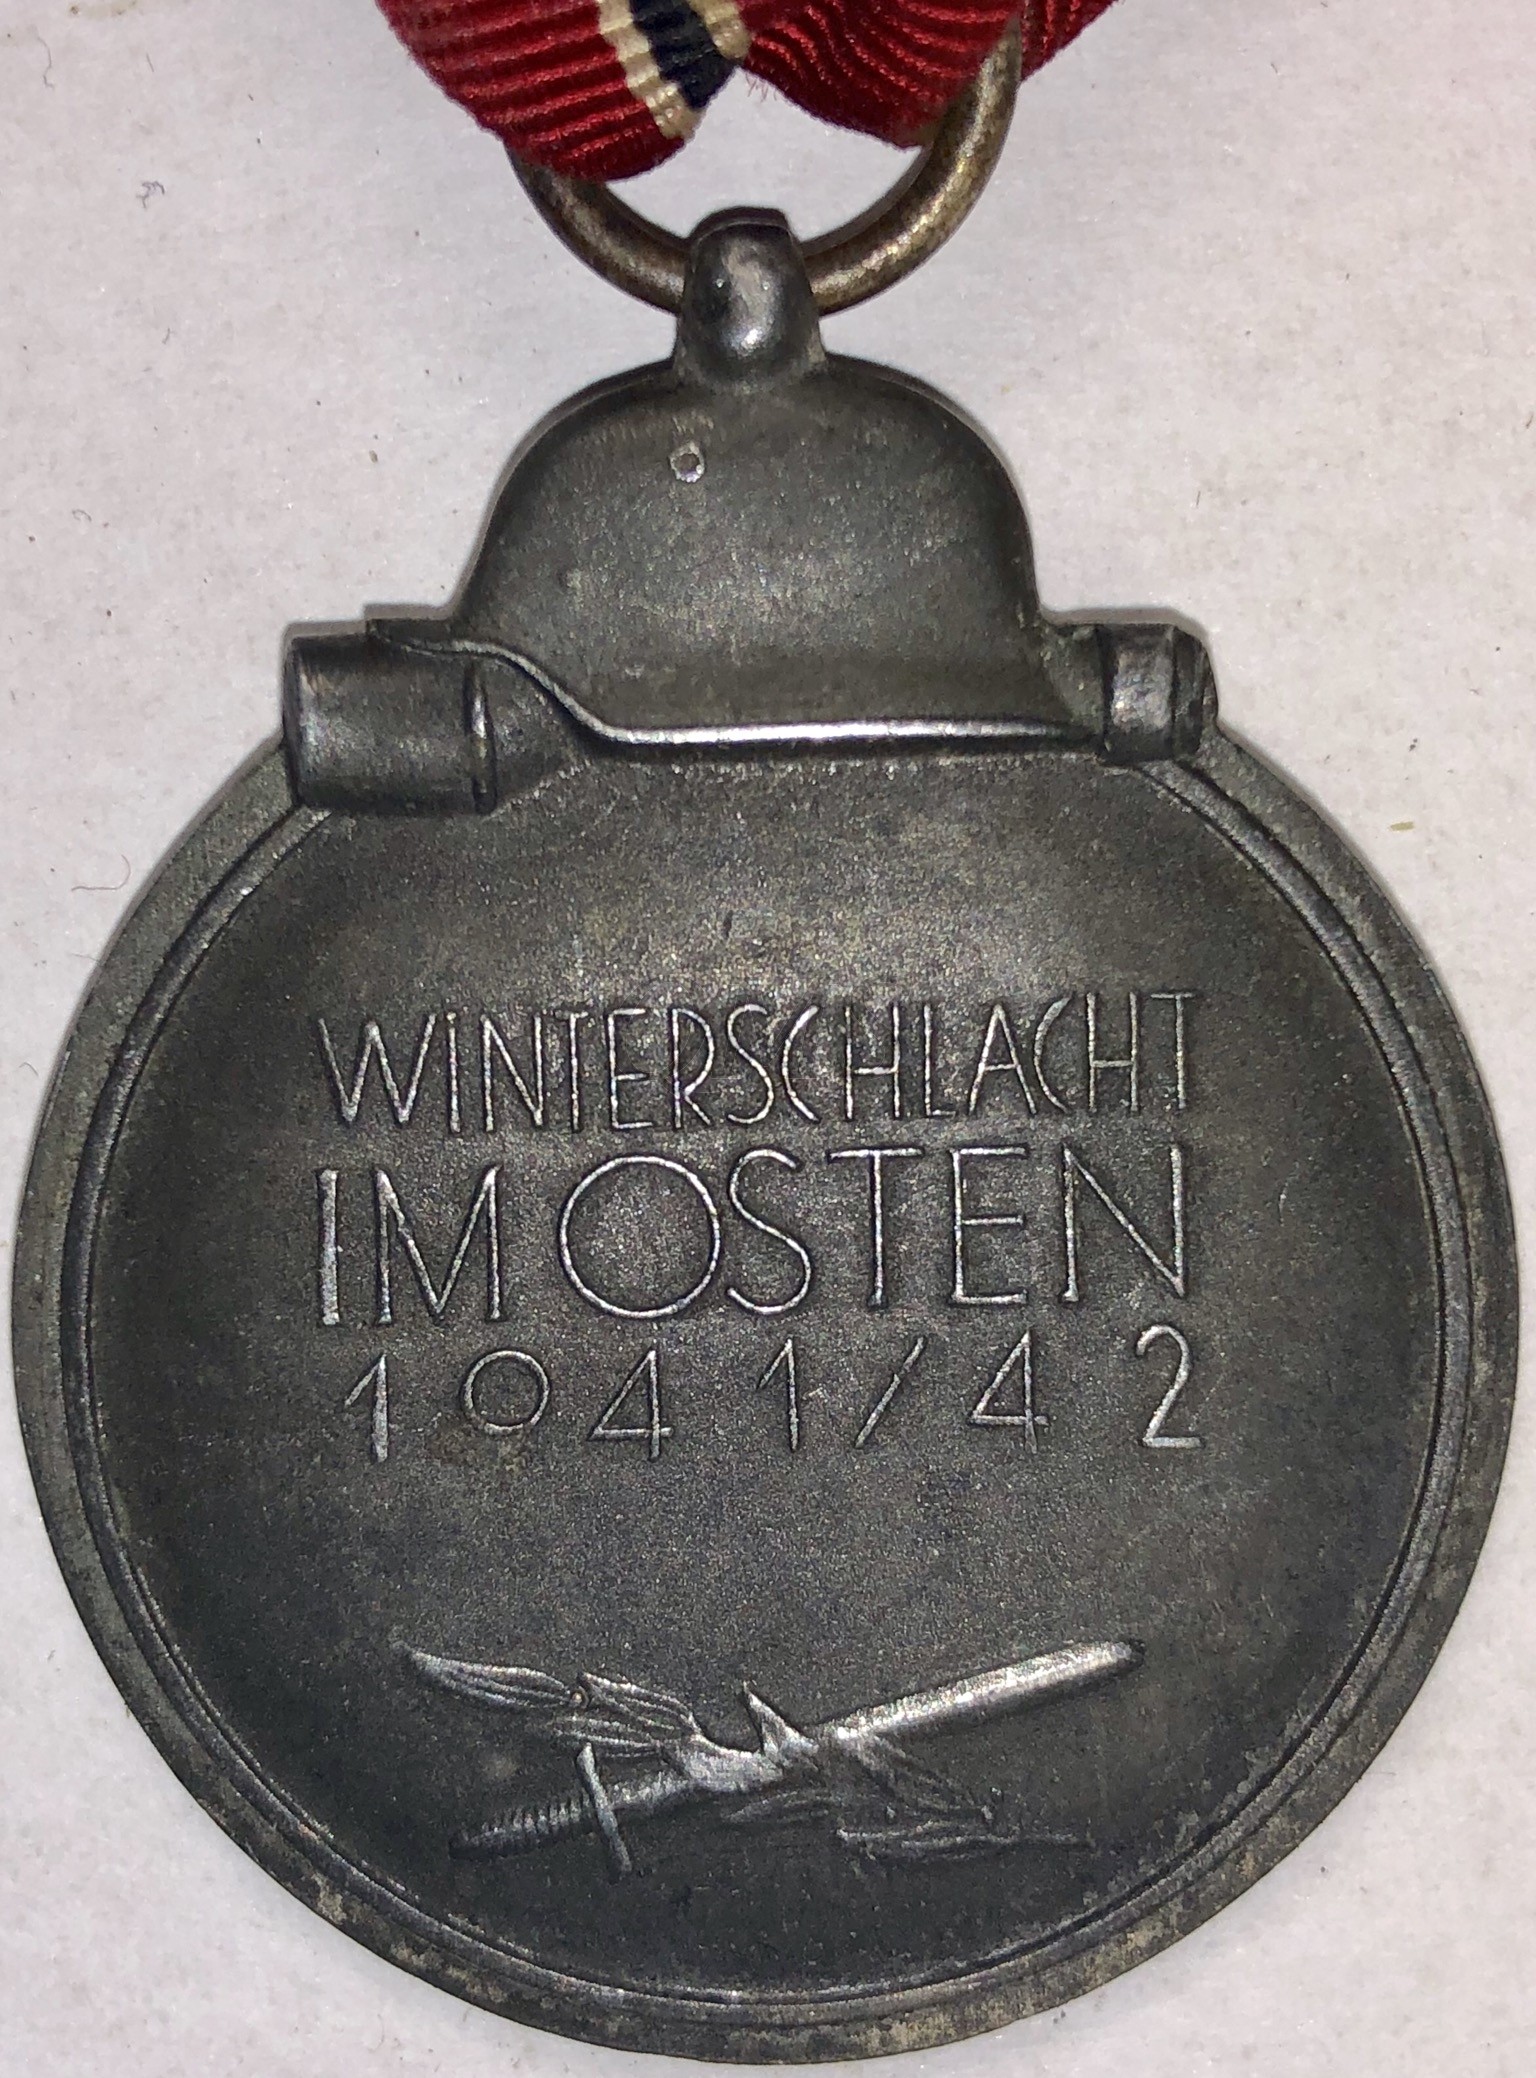 WINTERSCHLACHT
IM OSTEN
1941/42